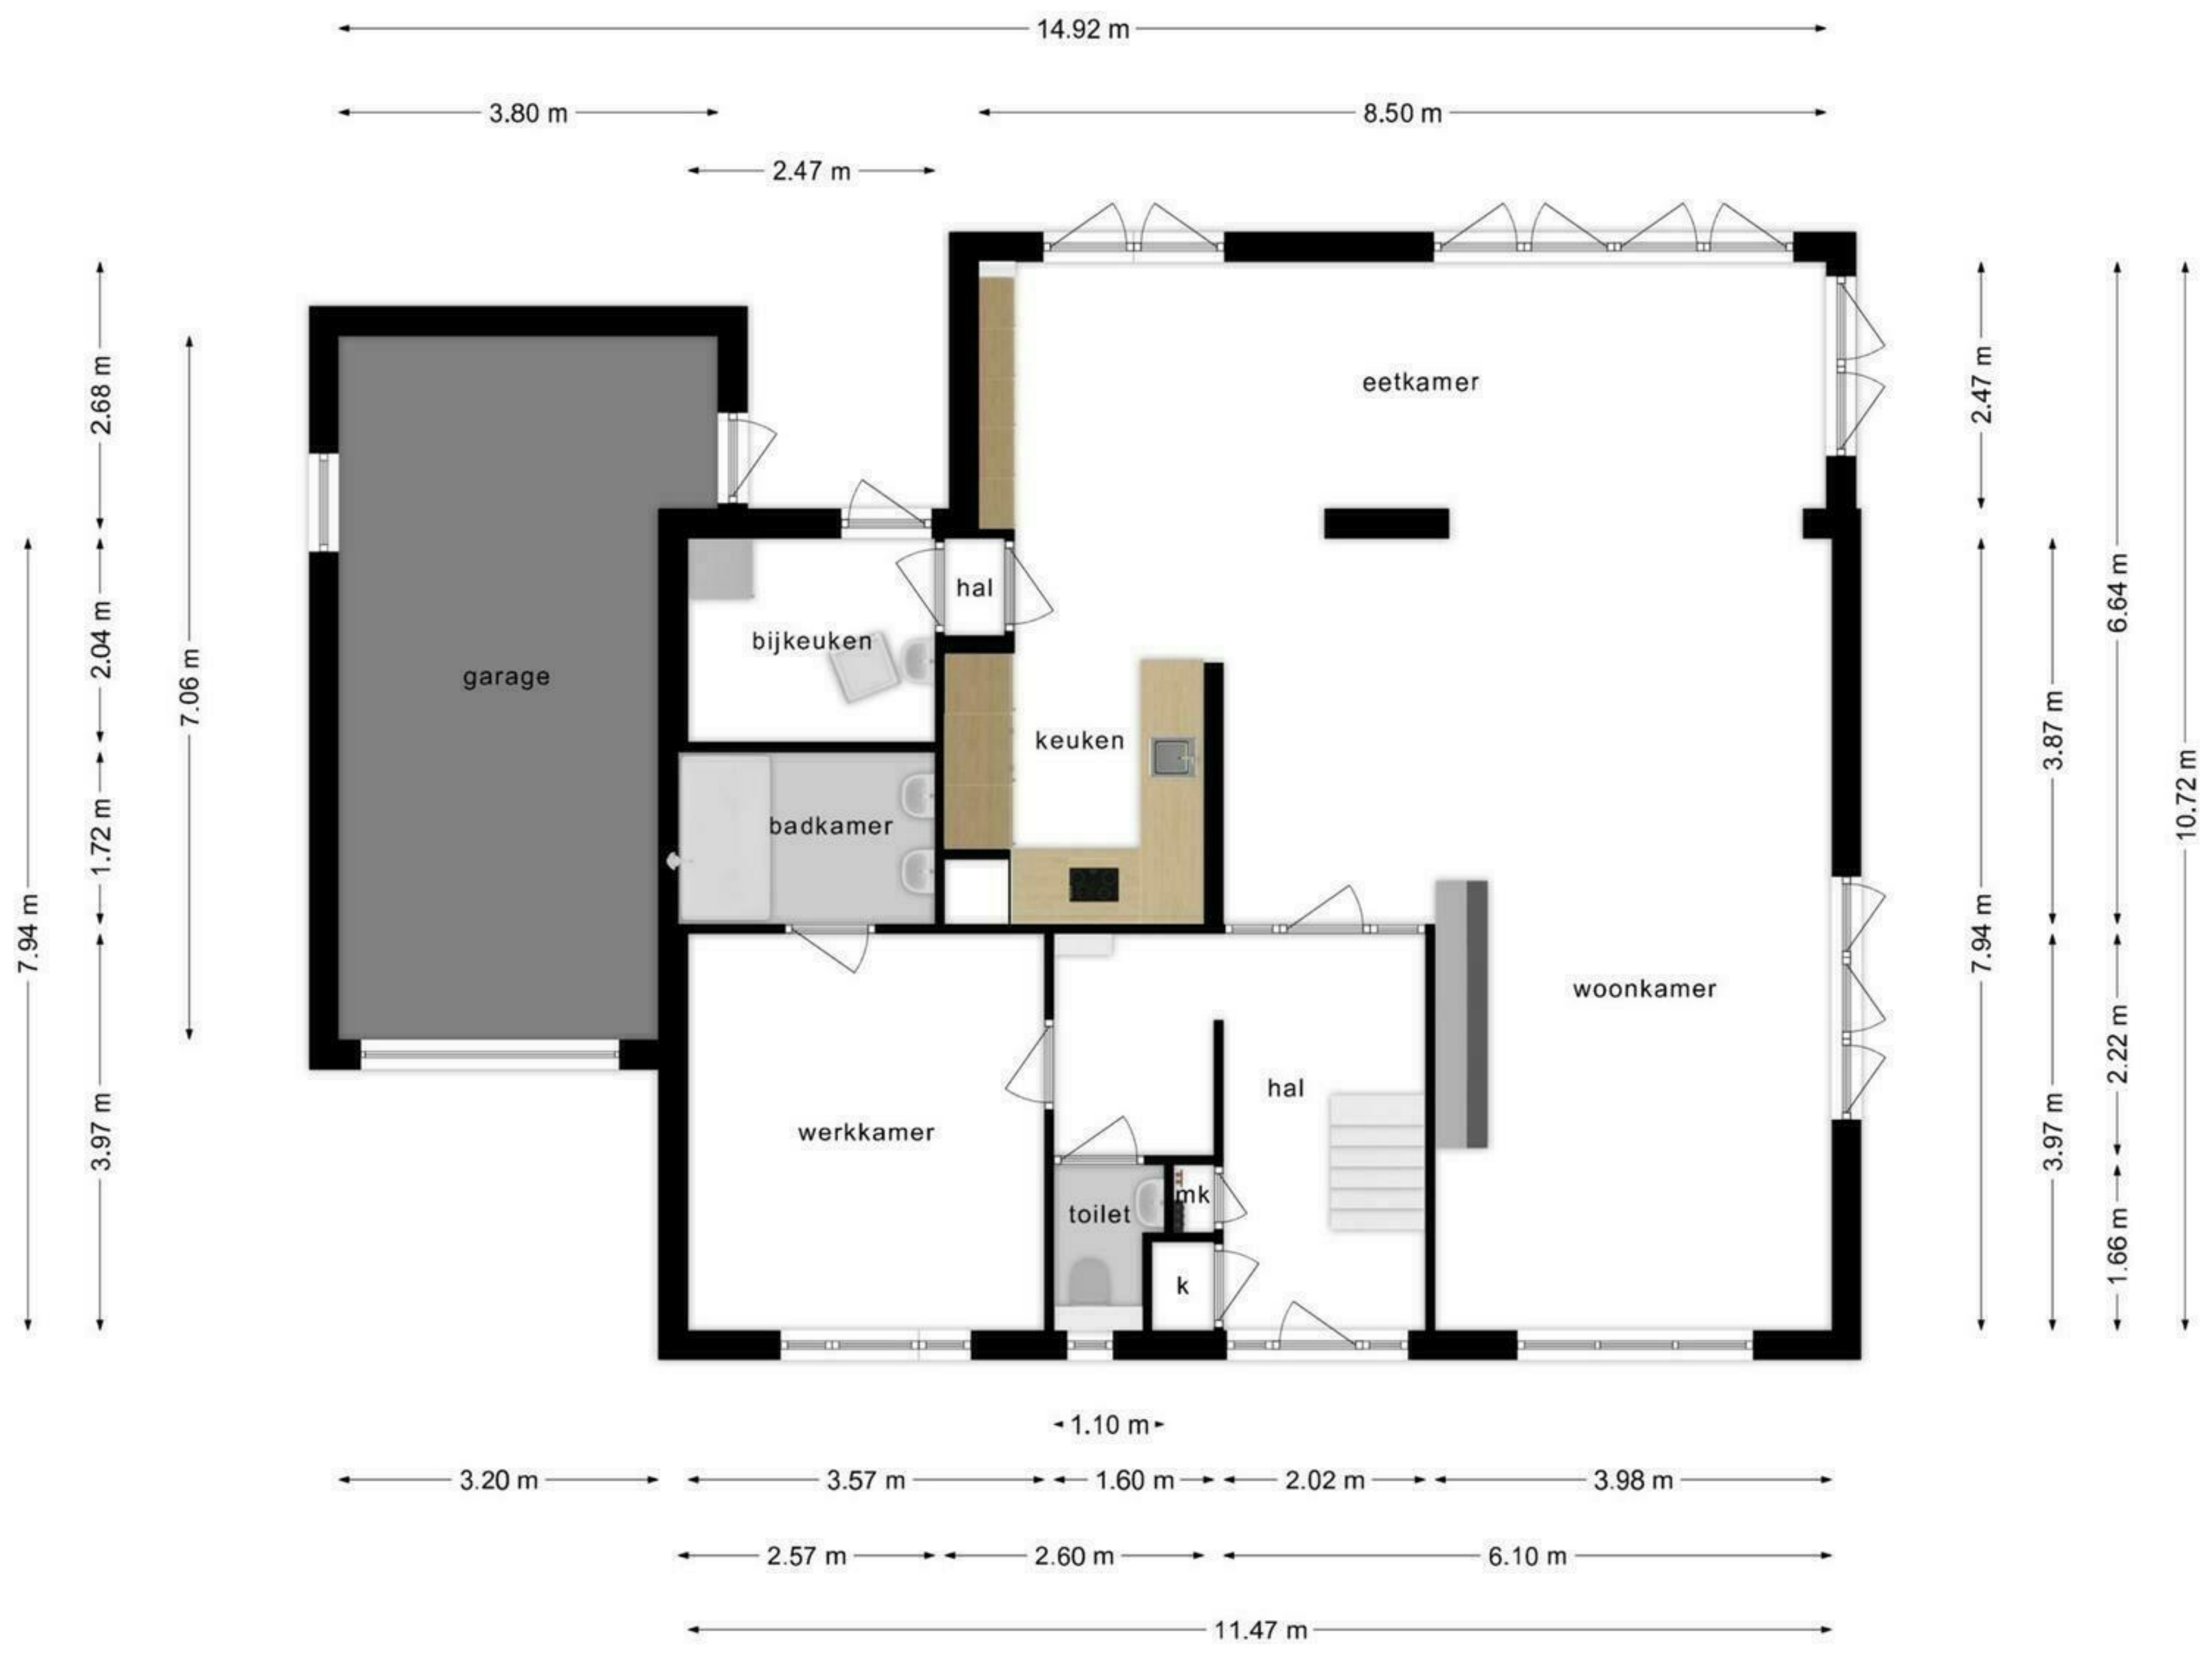 14.92 m
3.80 m
8.50 m
2.47 m
2.68 m
2.04 m
1.72 m
3.97 m
7.94 m
7.06 m
eetkamer
hal
bijkeuken
garage
keuken
badkamer
woonkamer
hal
werkkamer
mk
toilet
k
2.47 m
7.94 m
3.87 m
3.97 m
6.64 m
2.22 m
1.66 m
10.72 m
1.10 m
3.20 m
3.57 m
1.60 m
2.02 m
3.98 m
2.57 m
2.60 m
6.10 m
11.47 m